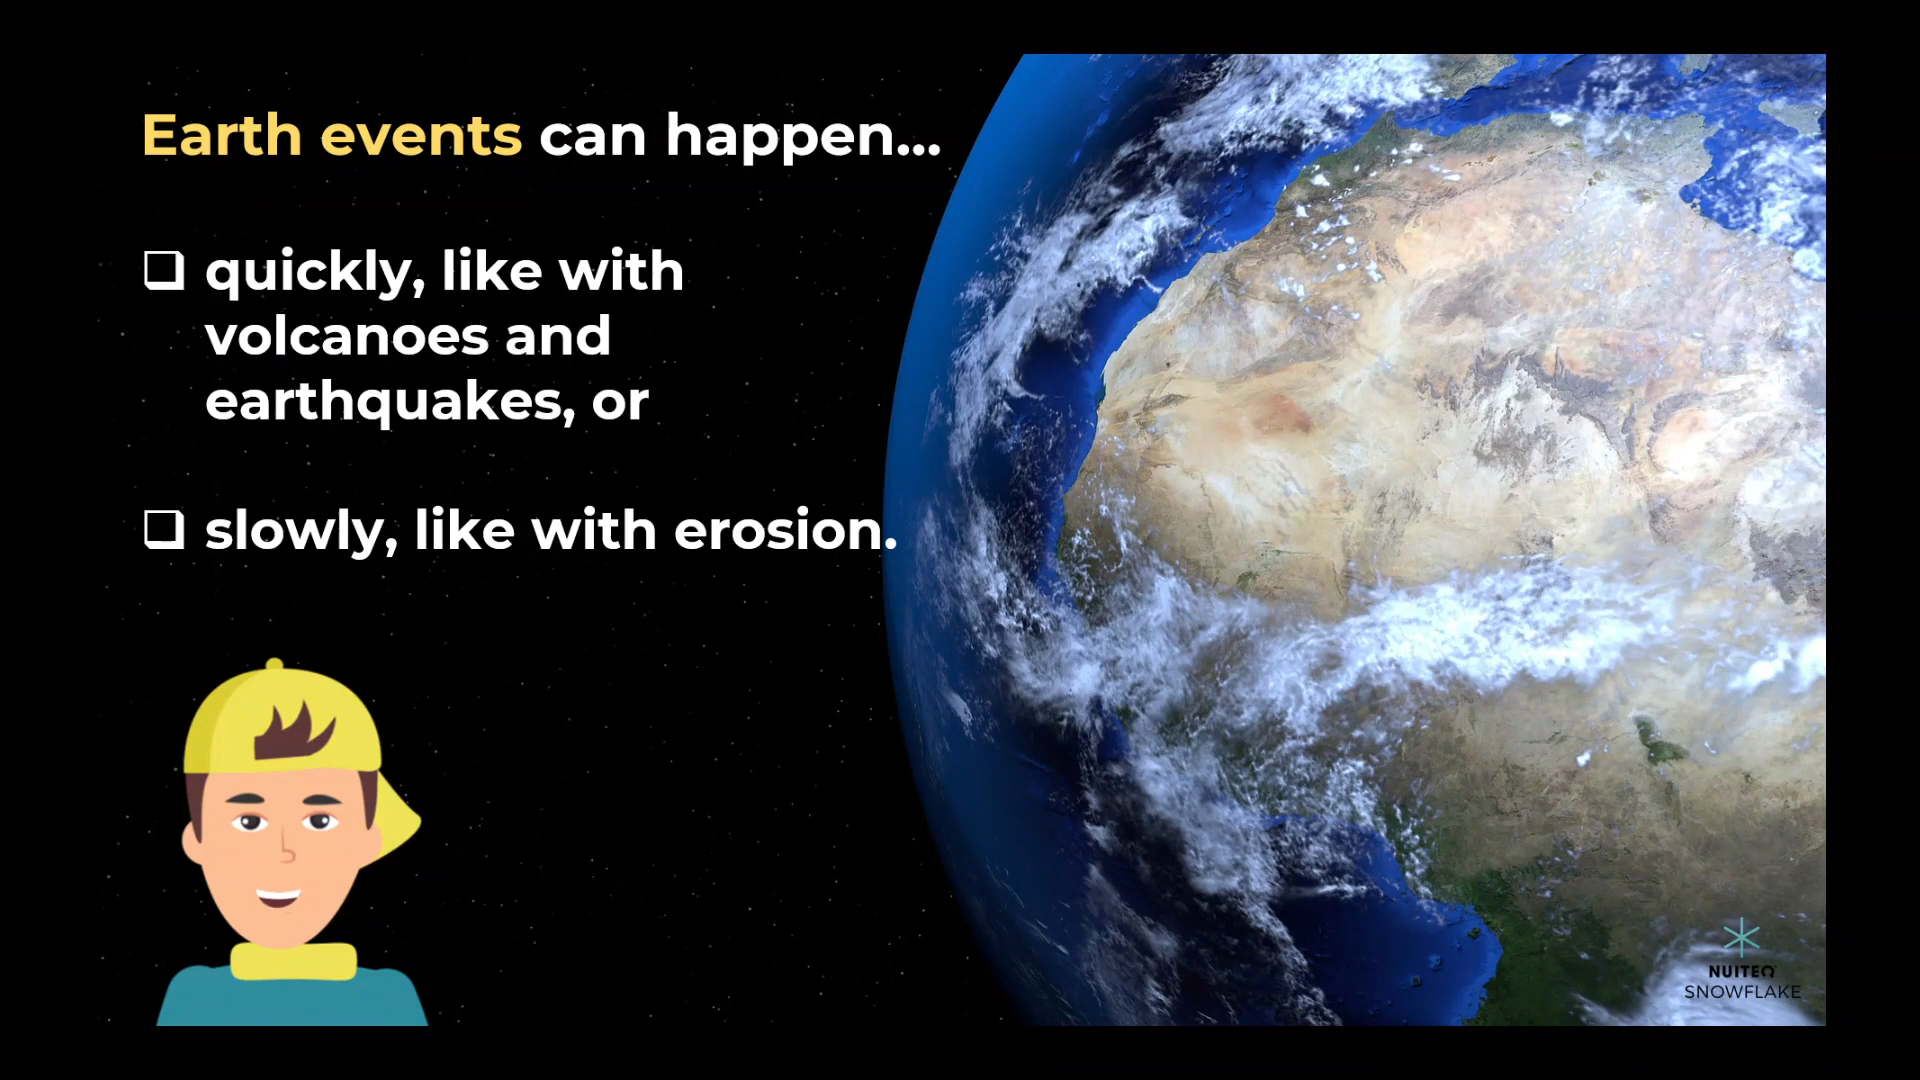 Earth events can happen...
❑ quickly, like with
volcanoes and
earthquakes, or
❑ slowly, like with erosion.
NUITEQ
SNOWFLAKE